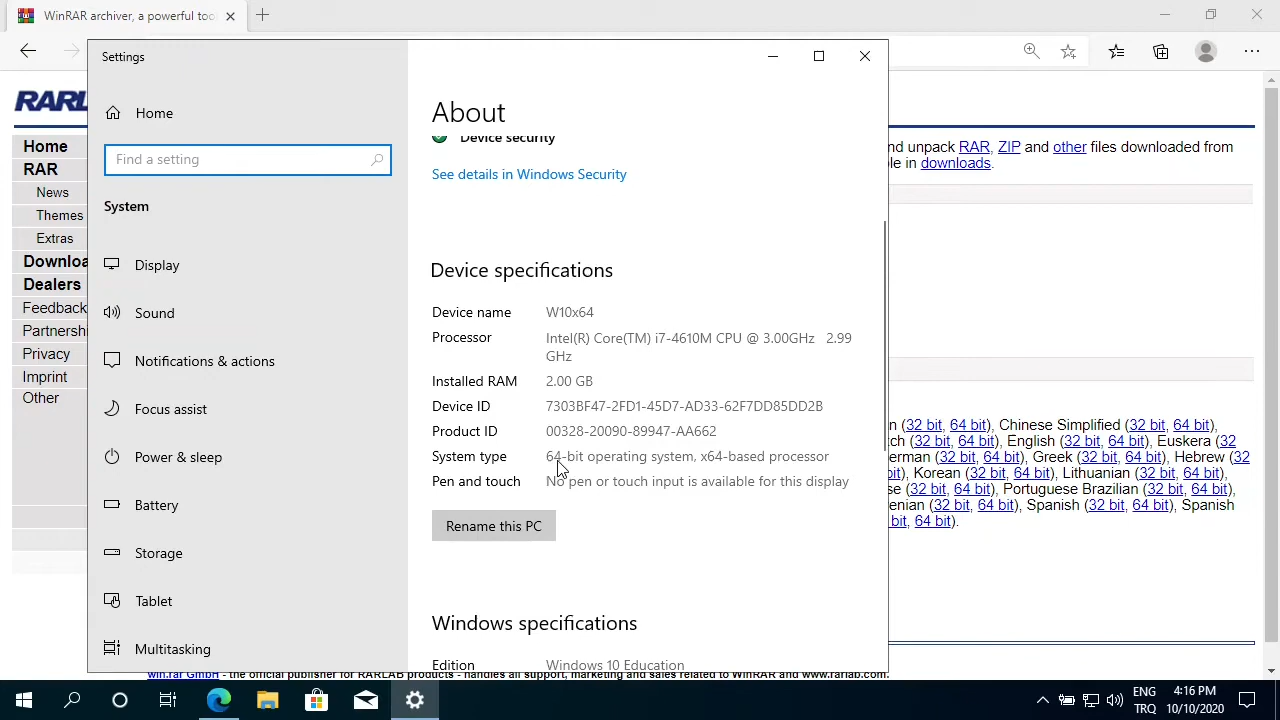 WinRAR archiver, a powerful too
RARL
Settings
Home
Find a setting
System
Display
Sound
Notifications & actions
Focus assist
Power & sleep
Battery
Storage
Tablet
Multitasking
About
Device security
See details in Windows Security
Device specifications
Device name W10x64
Processor Intel(R) Core(TM) i7-4610M CPU @ 3.00GHz 2.99
GHz
Installed RAM 2.00 GB
Device ID 7303BF47-2FD1-45D7-AD33-62F7DD85DD2B
Product ID 00328-20090-89947-AA662
System type 64-bit operating system, x64-based processor
Pen and touch No pen or touch input is available for this display
Rename this PC
Windows specifications
Edition Windows 10 Education
Home
RAR
News
Themes
Extras
Downloa
Dealers
Feedback
Partnershi
Privacy
Imprint
Other
nd unpack RAR, ZIP and other files downloaded from
le in downloads.
n (32 bit, 64 bit), Chinese Simplified (32 bit, 64 bit),
tch (32 bit, 64 bit), English (32 bit, 64 bit), Euskera (32
erman (32 bit, 64 bit), Greek (32 bit, 64 bit), Hebrew (32
bit), Korean (32 bit, 64 bit), Lithuanian (32 bit, 64 bit),
se (32 bit, 64 bit), Portuguese Brazilian (32 bit, 64 bit),
enian (32 bit, 64 bit), Spanish (32 bit, 64 bit), Spanish
bit, 64 bit).
win.rar GmbH - the official publisher for RARLAB products - handles all support, marketing and sales related to WinRAR and www.rarlab.com.
ENG
TRQ
4:16 PM
10/10/2020